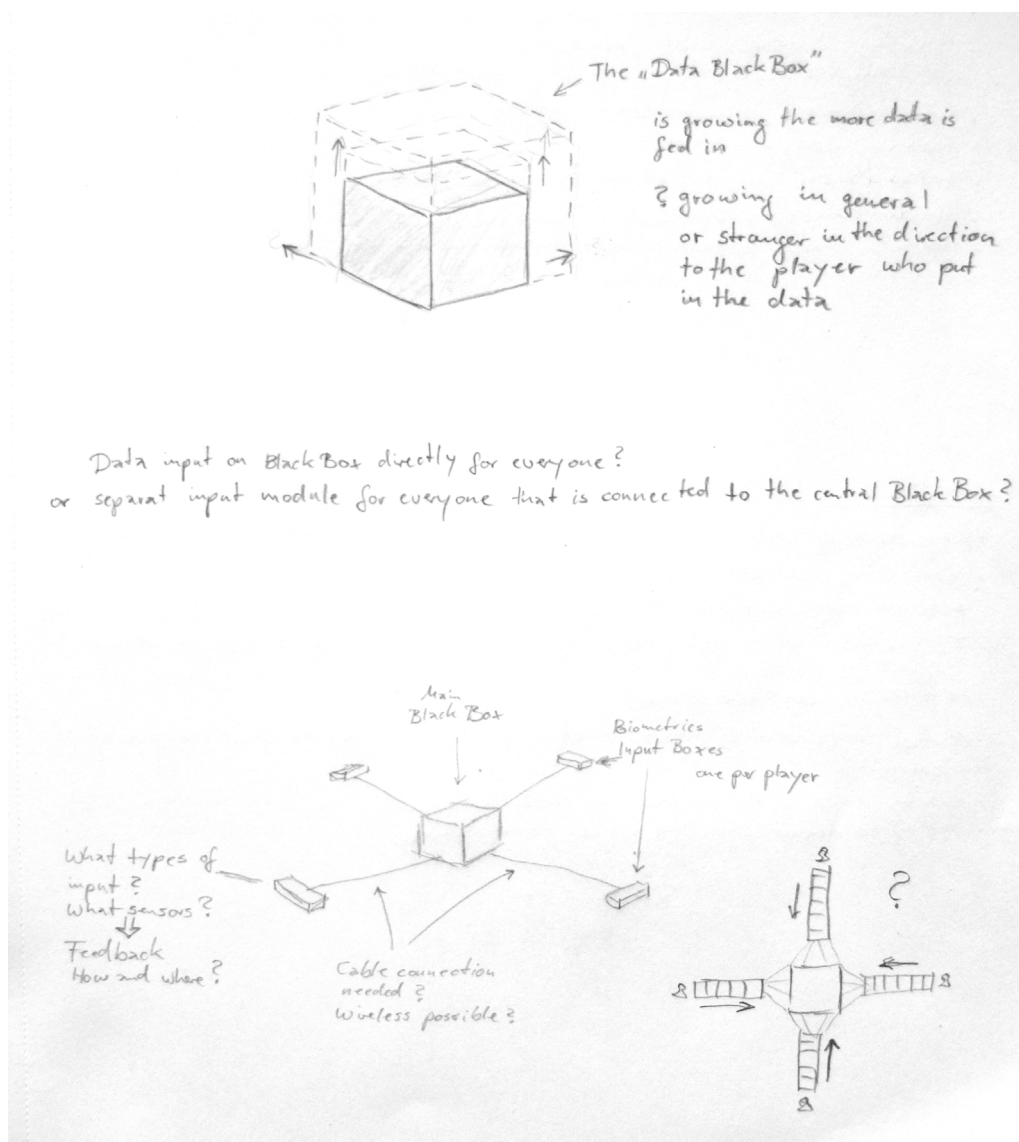 The „Data Black Box"
is growing the more data is
fed in
? growing in general
or stranger in the direction
to the player who put
in the data
Data input on Black Box directly for everyone?
or separat input module for everyone that is connected to the central Black Box?
Main
Black Box
Biometrics
Input Boxes
one per player
What types of
input?
What sensors?
Feedback
How and where?
Cable connection
needed?
Wireless possible?
?